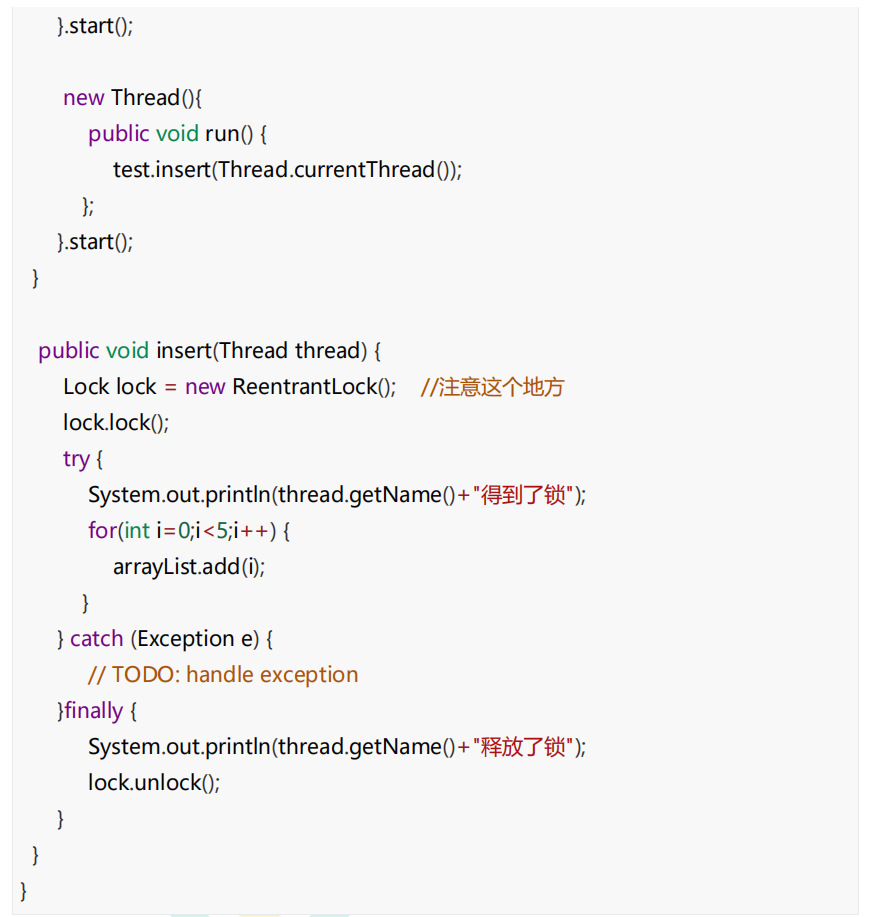 }.start();
new Thread(){
public void run() {
test.insert(Thread.currentThread());
};
}.start();
}
public void insert(Thread thread) {
Lock lock = new ReentrantLock();    //注意这个地方
lock.lock();
try {
System.out.println(thread.getName()+"得到了锁");
for(int i=0;i<5;i++) {
arrayList.add(i);
}
} catch (Exception e) {
// TODO: handle exception
}finally {
System.out.println(thread.getName()+"释放了锁");
lock.unlock();
}
}
}